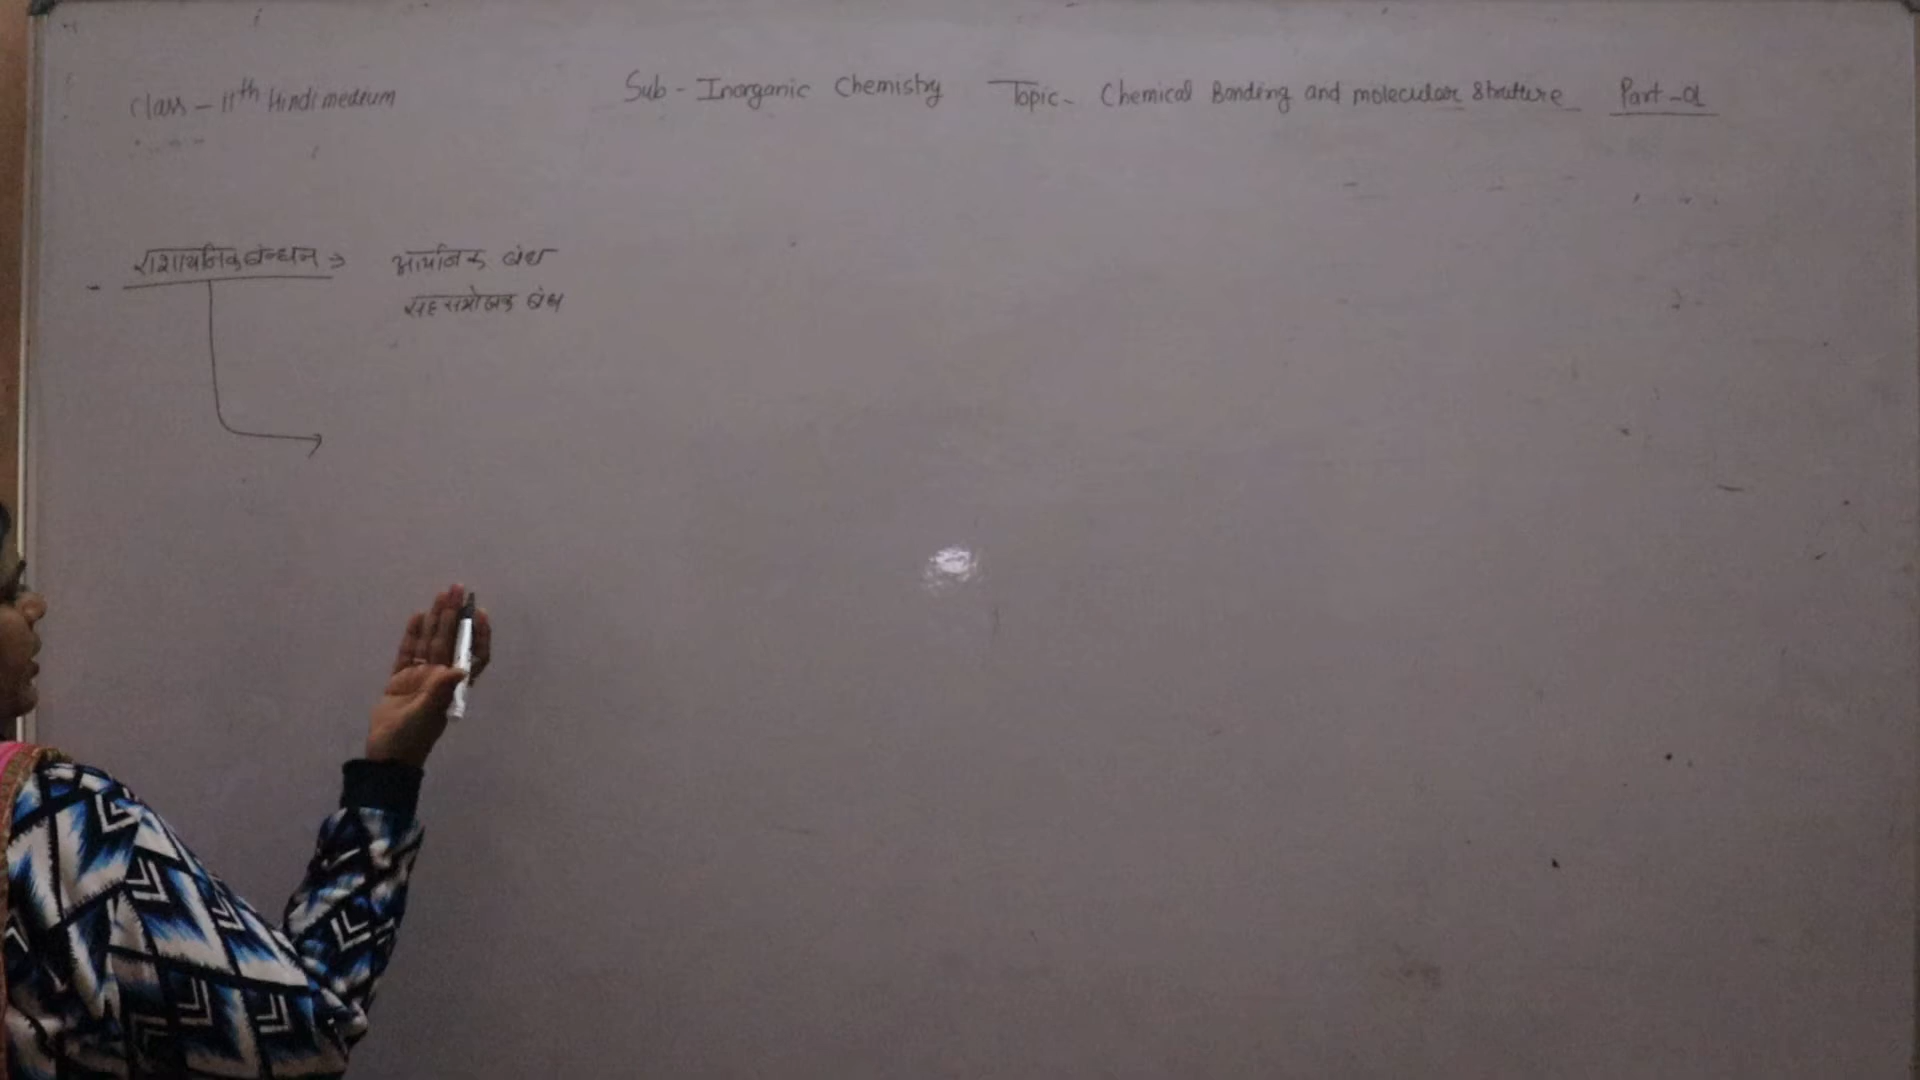 Class - 11th Hindi medium Sub - Inorganic Chemistry Topic - Chemical Bonding and molecular Strutture Part - 01
राशायनिक बन्धन → आयनिक बंध
सहसंयोजक बंध